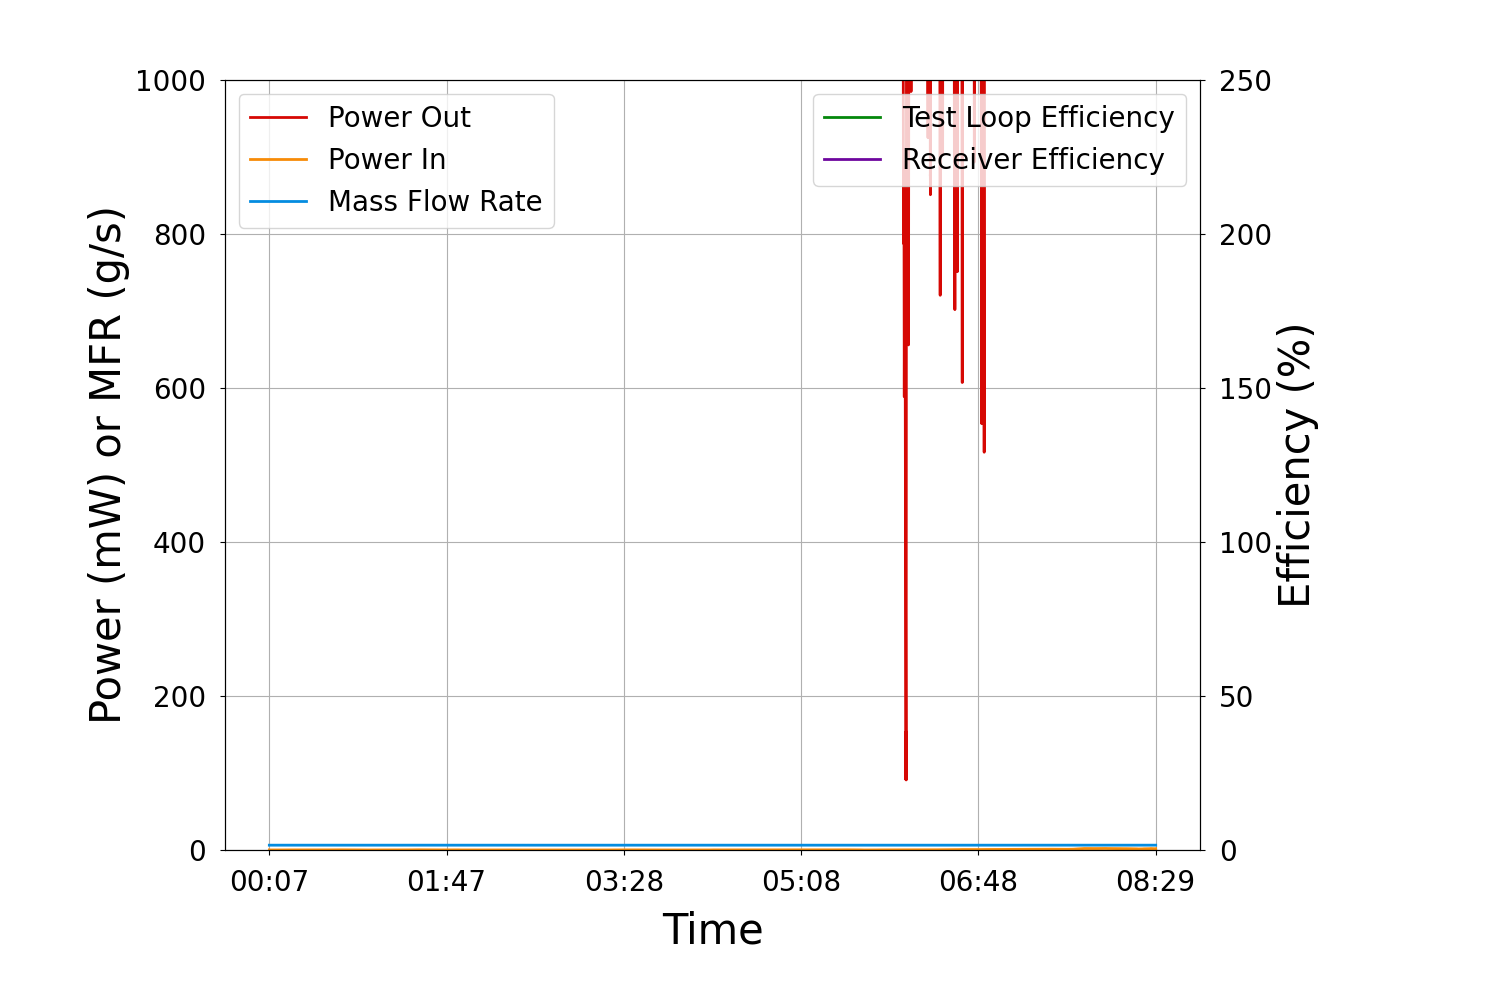 Power Out
Power In
Mass Flow Rate
Test Loop Efficiency
Receiver Efficiency
1000
800
600
400
200
0
Power (mW) or MFR (g/s)
250
200
150
100
50
0
Efficiency (%)
00:07 01:47 03:28 05:08 06:48 08:29
Time